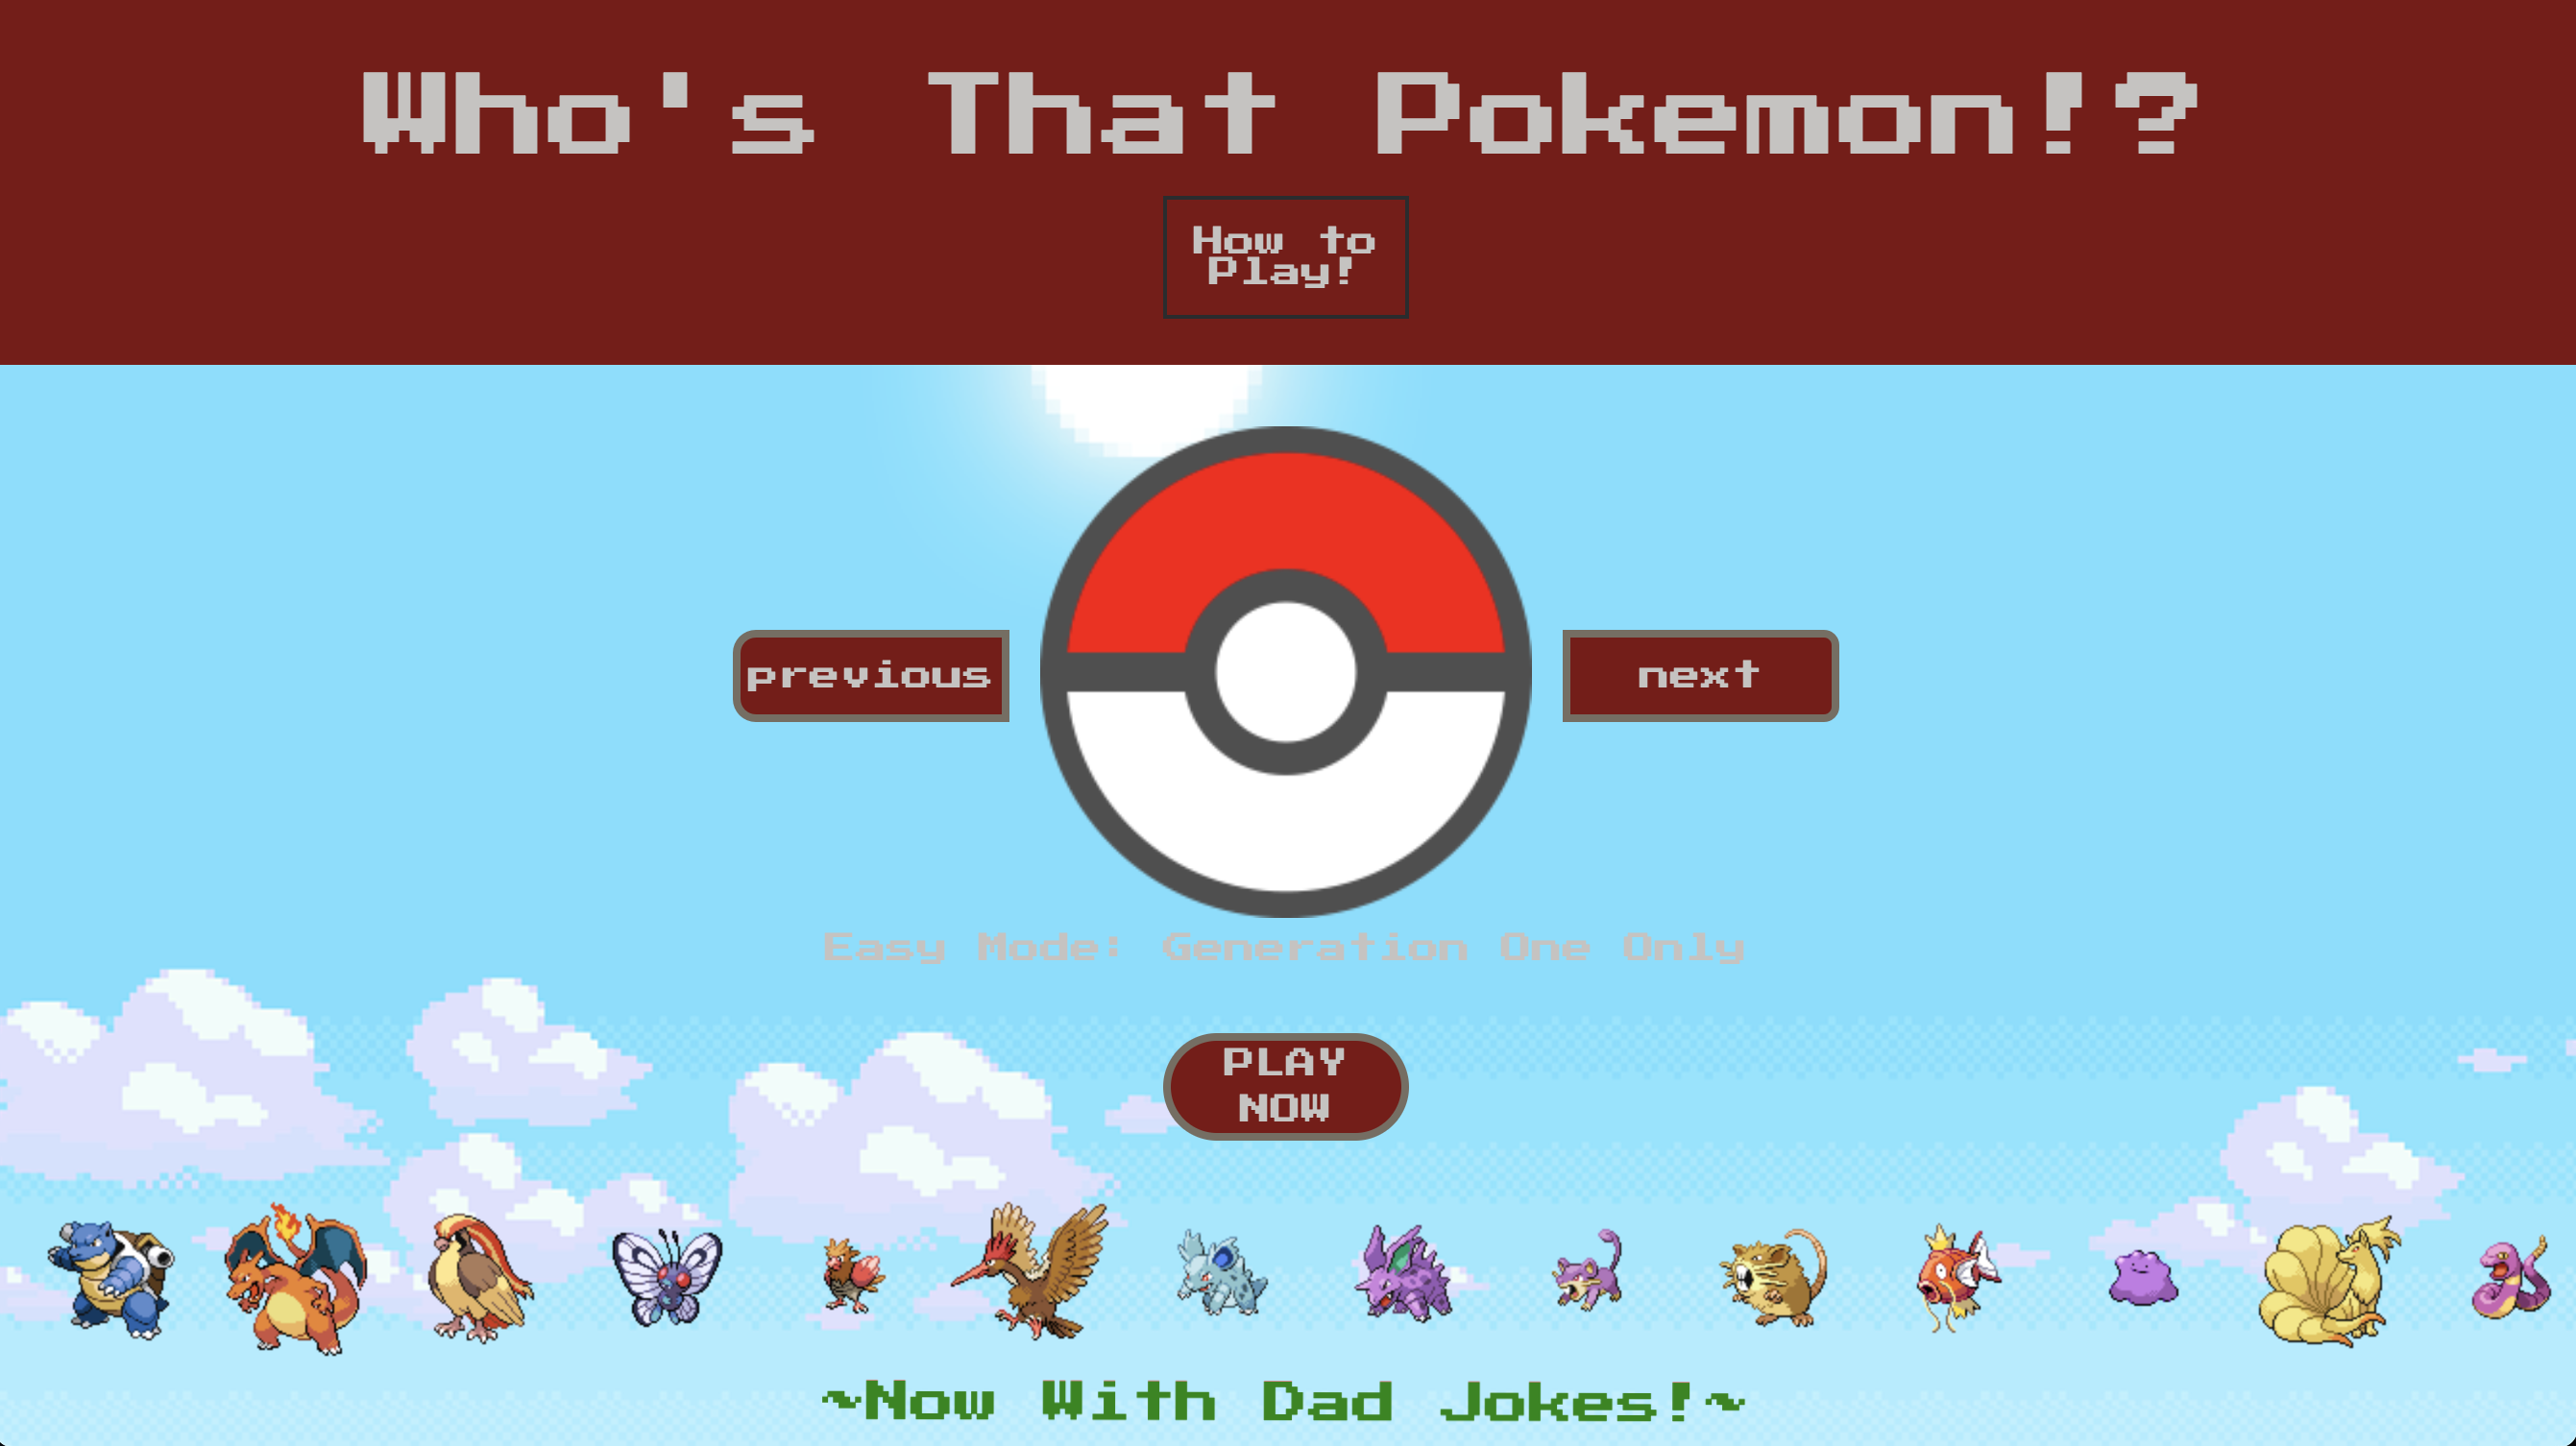 Who's That Pokemon!?
How to
Play!
previous
next
Easy Mode: Generation One Only
PLAY
NOW
~Now With Dad Jokes!~